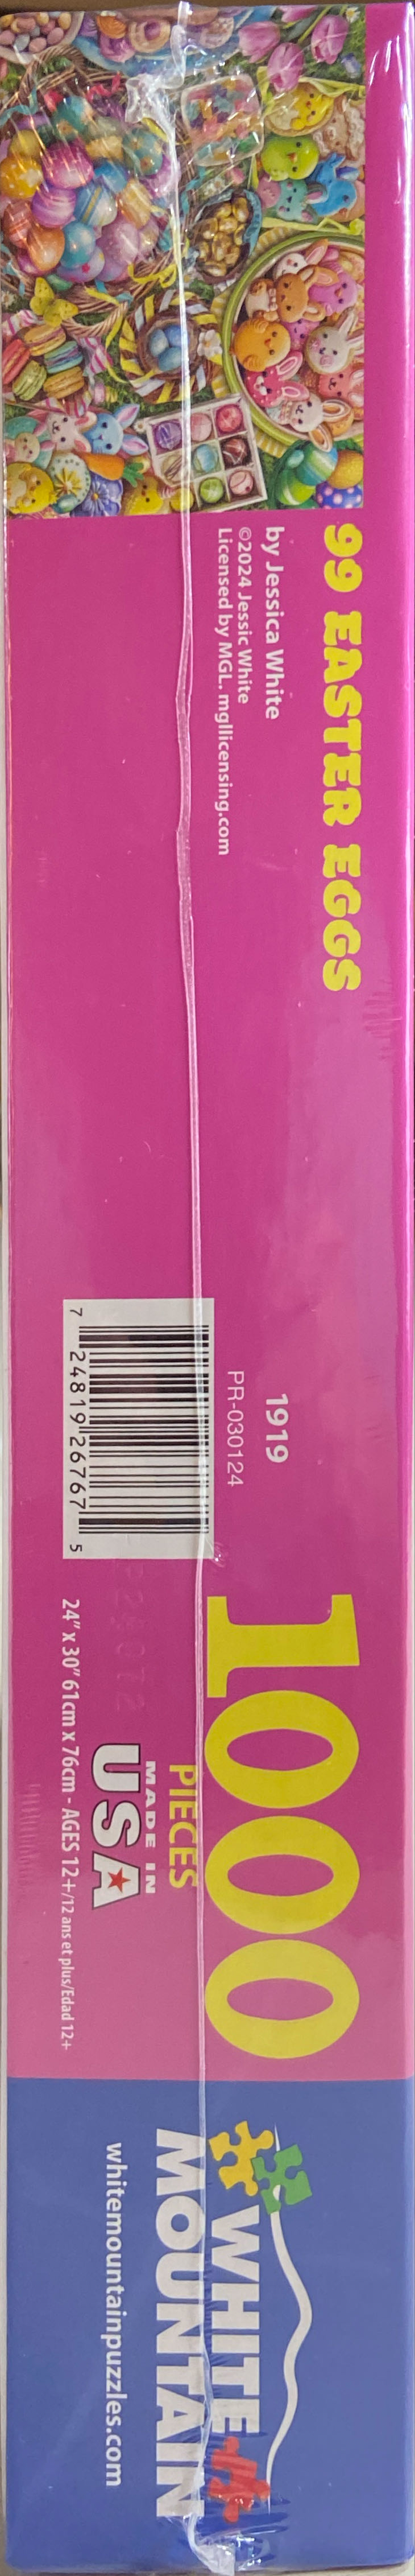 99 EASTER EGGS
by Jessica White
©2024 Jessic White
Licensed by MGL. mgllicensing.com
1919
PR-030124
7 24819 26767 5
1000
PIECES
MADE IN
USA
24" x 30" 61cm x 76cm - AGES 12+/12 ans et plus/Edad 12+
WHITE
MOUNTAIN
whitemountainpuzzles.com